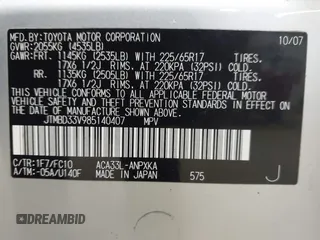 MFD.BY:TOYOTA MOTOR CORPORATION 10/07
GVWR:2055KG (4535LB)
GAWR:FRT. 1145KG(2535LB) WITH 225/65R17 TIRES,
17X6 1/2J RIMS, AT 220KPA (32PSI) COLD.
RR. 1135KG (2505LB) WITH 225/65R17 TIRES,
17X6 1/2J RIMS, AT 220KPA (32PSI) COLD.
THIS VEHICLE CONFORMS TO ALL APPLICABLE FEDERAL
MOTOR VEHICLE SAFETY AND
THEFT PREVENTION STANDARDS IN EFFECT ON THE DATE
OF MANUFACTURE SHOWN ABOVE.
JTMBD33V985140407 MPV
C/TR:1F7/FC10 ACA33L-ANPXKA
A/TM:-05A/U140F MADE IN JAPAN 575 J